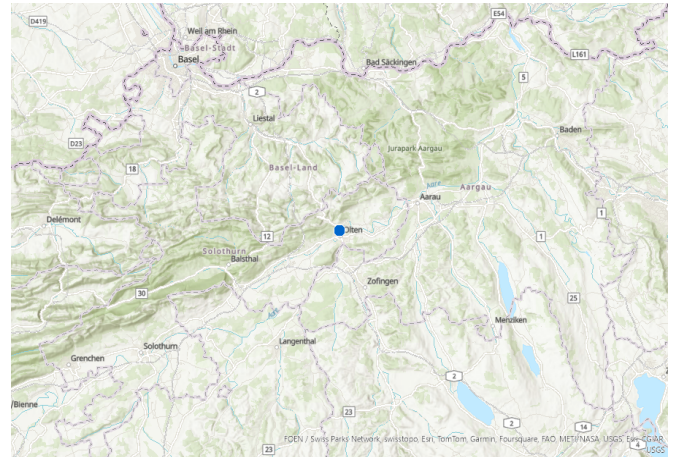 D419
E54
Weil am Rhein
Basel-Stadt
Basel
Bad Säckingen
L161
5
2
Liestal
Baden
D23
Jurapark Aargau
18
Basel-Land
Aare
Aargau
Aarau
1
Delémont
Olten
12
1
Solothurn
Balsthal
Zofingen
30
25
Aare
Menziken
Langenthal
Solothurn
Grenchen
2
/Bienne
23
2
14
23
4
FOEN / Swiss Parks Network, swisstopo, Esri, TomTom, Garmin, Foursquare, FAO, METI/NASA, USGS, Esri, CGIAR,
USGS